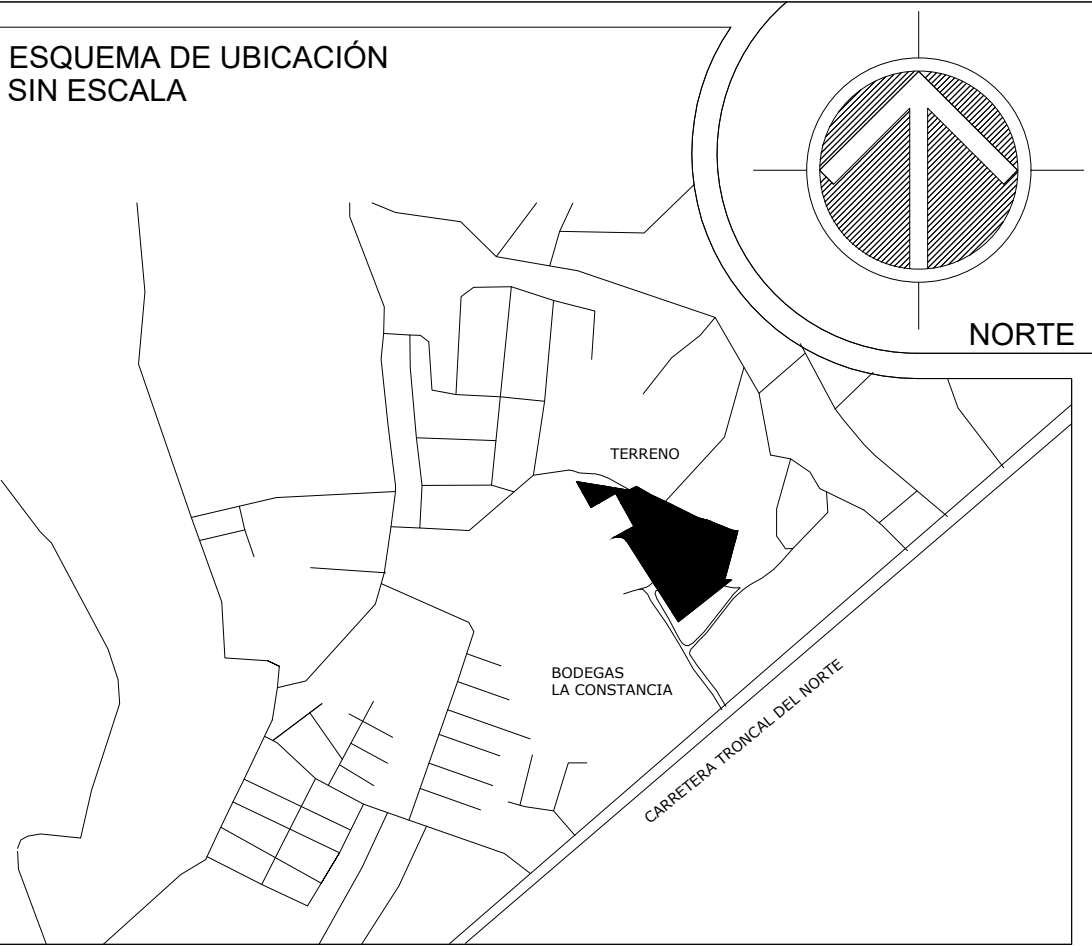 ESQUEMA DE UBICACIÓN
SIN ESCALA
NORTE
TERRENO
BODEGAS
LA CONSTANCIA
CARRETERA TRONCAL DEL NORTE